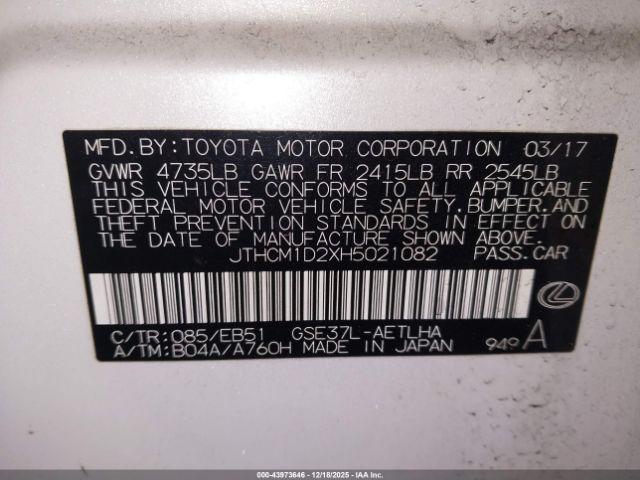 MFD.BY:TOYOTA MOTOR CORPORATION 03/17
GVWR 4735LB GAWR FR 2415LB RR 2545LB
THIS VEHICLE CONFORMS TO ALL APPLICABLE
FEDERAL MOTOR VEHICLE SAFETY, BUMPER, AND
THEFT PREVENTION STANDARDS IN EFFECT ON
THE DATE OF MANUFACTURE SHOWN ABOVE.
JTHCM1D2XH5021082 PASS.CAR
C/TR:085/EB51 GSE37L-AETLHA
A/TM:B04A/A760H MADE IN JAPAN 949 A
000-43973646 - 12/18/2025 - IAAI.COM